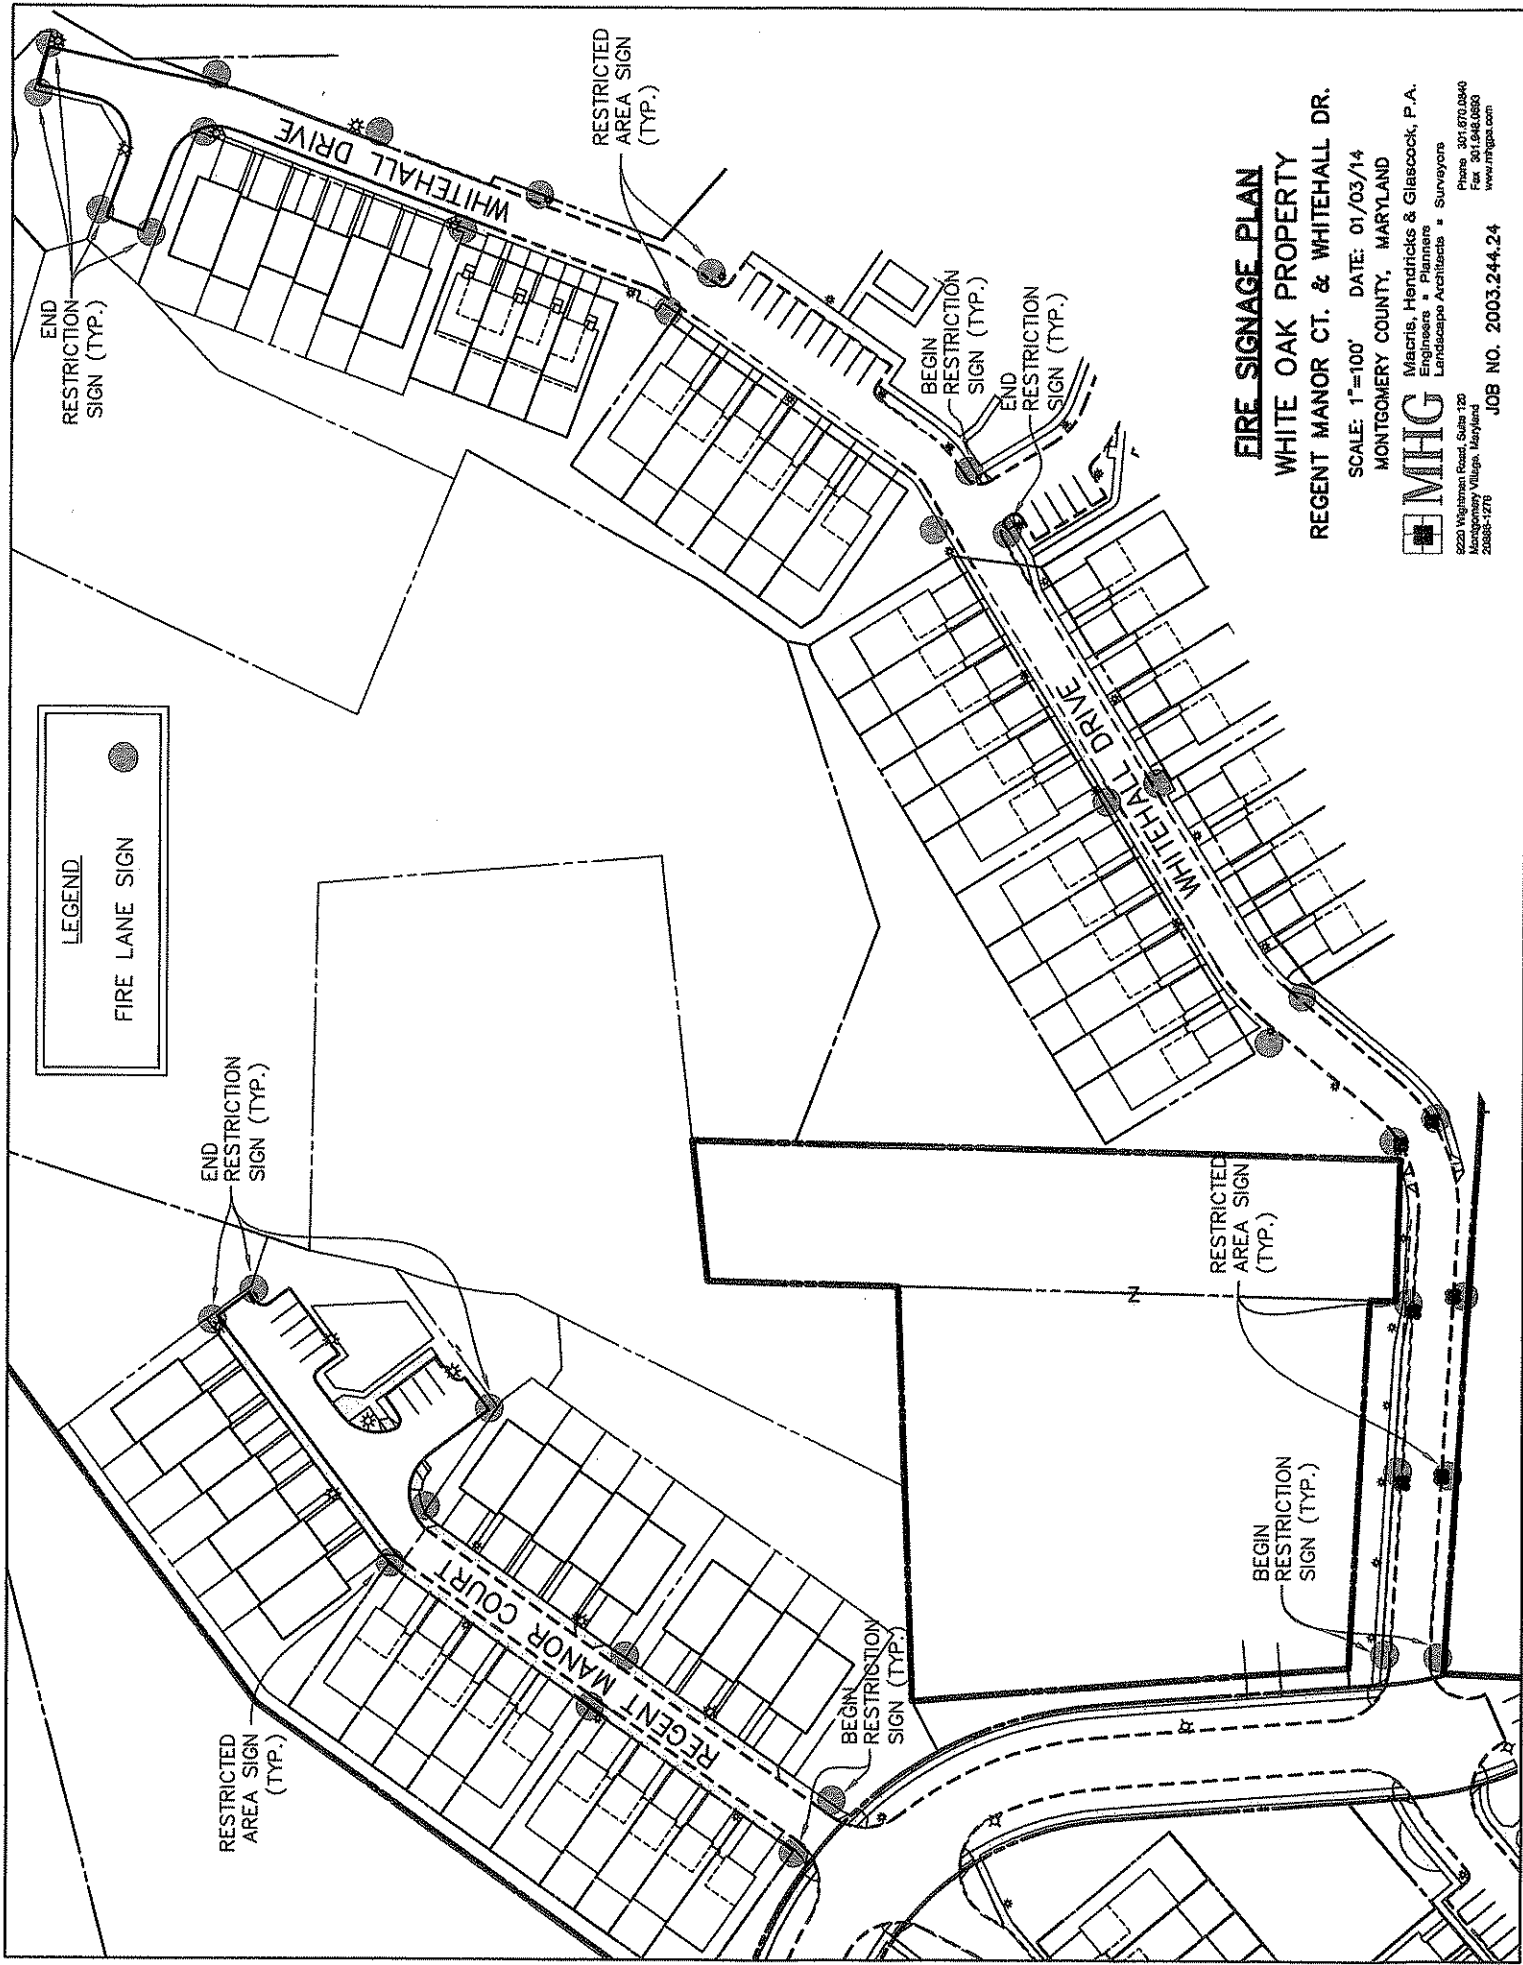 LEGEND
FIRE LANE SIGN
END
RESTRICTION
SIGN (TYP.)
RESTRICTED
AREA SIGN
(TYP.)
WHITEHALL DRIVE
BEGIN
RESTRICTION
SIGN (TYP.)
END
RESTRICTION
SIGN (TYP.)
WHITEHALL DRIVE
END
RESTRICTION
SIGN (TYP.)
RESTRICTED
AREA SIGN
(TYP.)
REGENT MANOR COURT
BEGIN
RESTRICTION
SIGN (TYP.)
RESTRICTED
AREA SIGN
(TYP.)
BEGIN
RESTRICTION
SIGN (TYP.)
Z
FIRE SIGNAGE PLAN
WHITE OAK PROPERTY
REGENT MANOR CT. & WHITEHALL DR.
SCALE: 1"=100' DATE: 01/03/14
MONTGOMERY COUNTY, MARYLAND
MHG
Macris, Hendricks & Glascock, P.A.
Engineers ▪ Planners
Landscape Architects ▪ Surveyors
9220 Wightman Road, Suite 120
Montgomery Village, Maryland
20886-1276
Phone 301.670.0840
Fax 301.948.0693
www.mhgpa.com
JOB NO. 2003.244.24